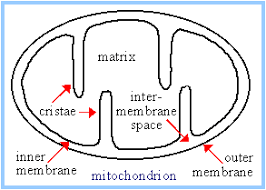 matrix
cristae
inter-
membrane
space
inner
membrane
outer
membrane
mitochondrion